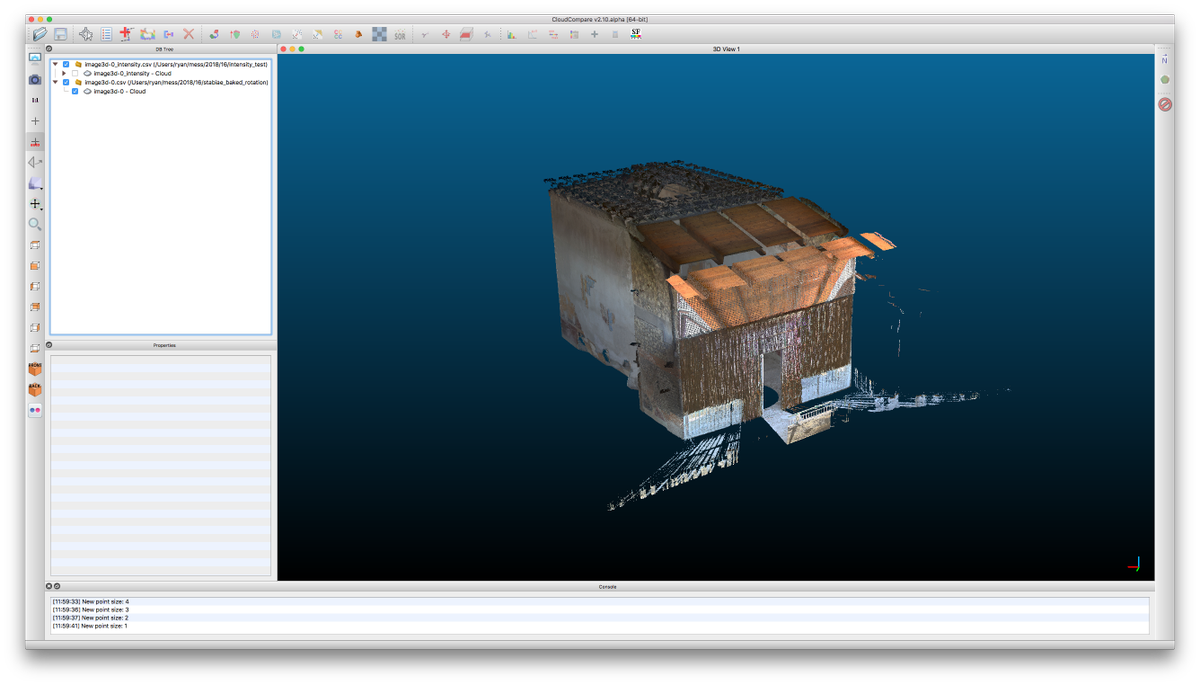 CloudCompare v2.10.alpha [64-bit]
SOR
SF
DB Tree
3D View 1
image3d-0_intensity.csv (/Users/ryan/mess/2018/16/intensity_test)
image3d-0_intensity - Cloud
image3d-0.csv (/Users/ryan/mess/2018/16/stabiae_baked_rotation)
image3d-0 - Cloud
1:1
N
Properties
FRONT
BACK
Console
[11:59:33] New point size: 4
[11:59:36] New point size: 3
[11:59:37] New point size: 2
[11:59:41] New point size: 1